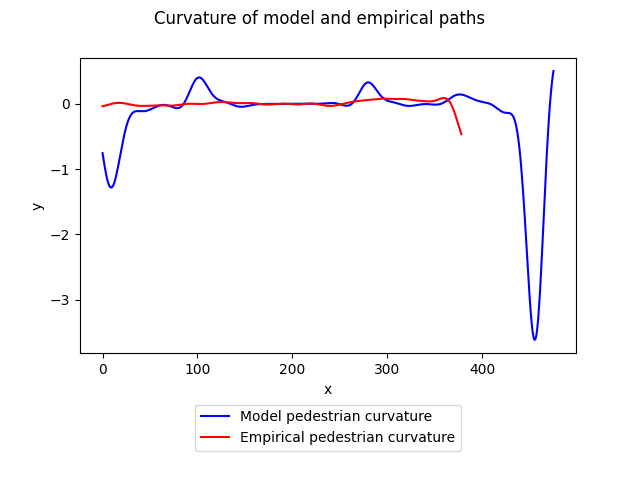 Curvature of model and empirical paths
y
0
−1
−2
−3
0 100 200 300 400
x
Model pedestrian curvature
Empirical pedestrian curvature